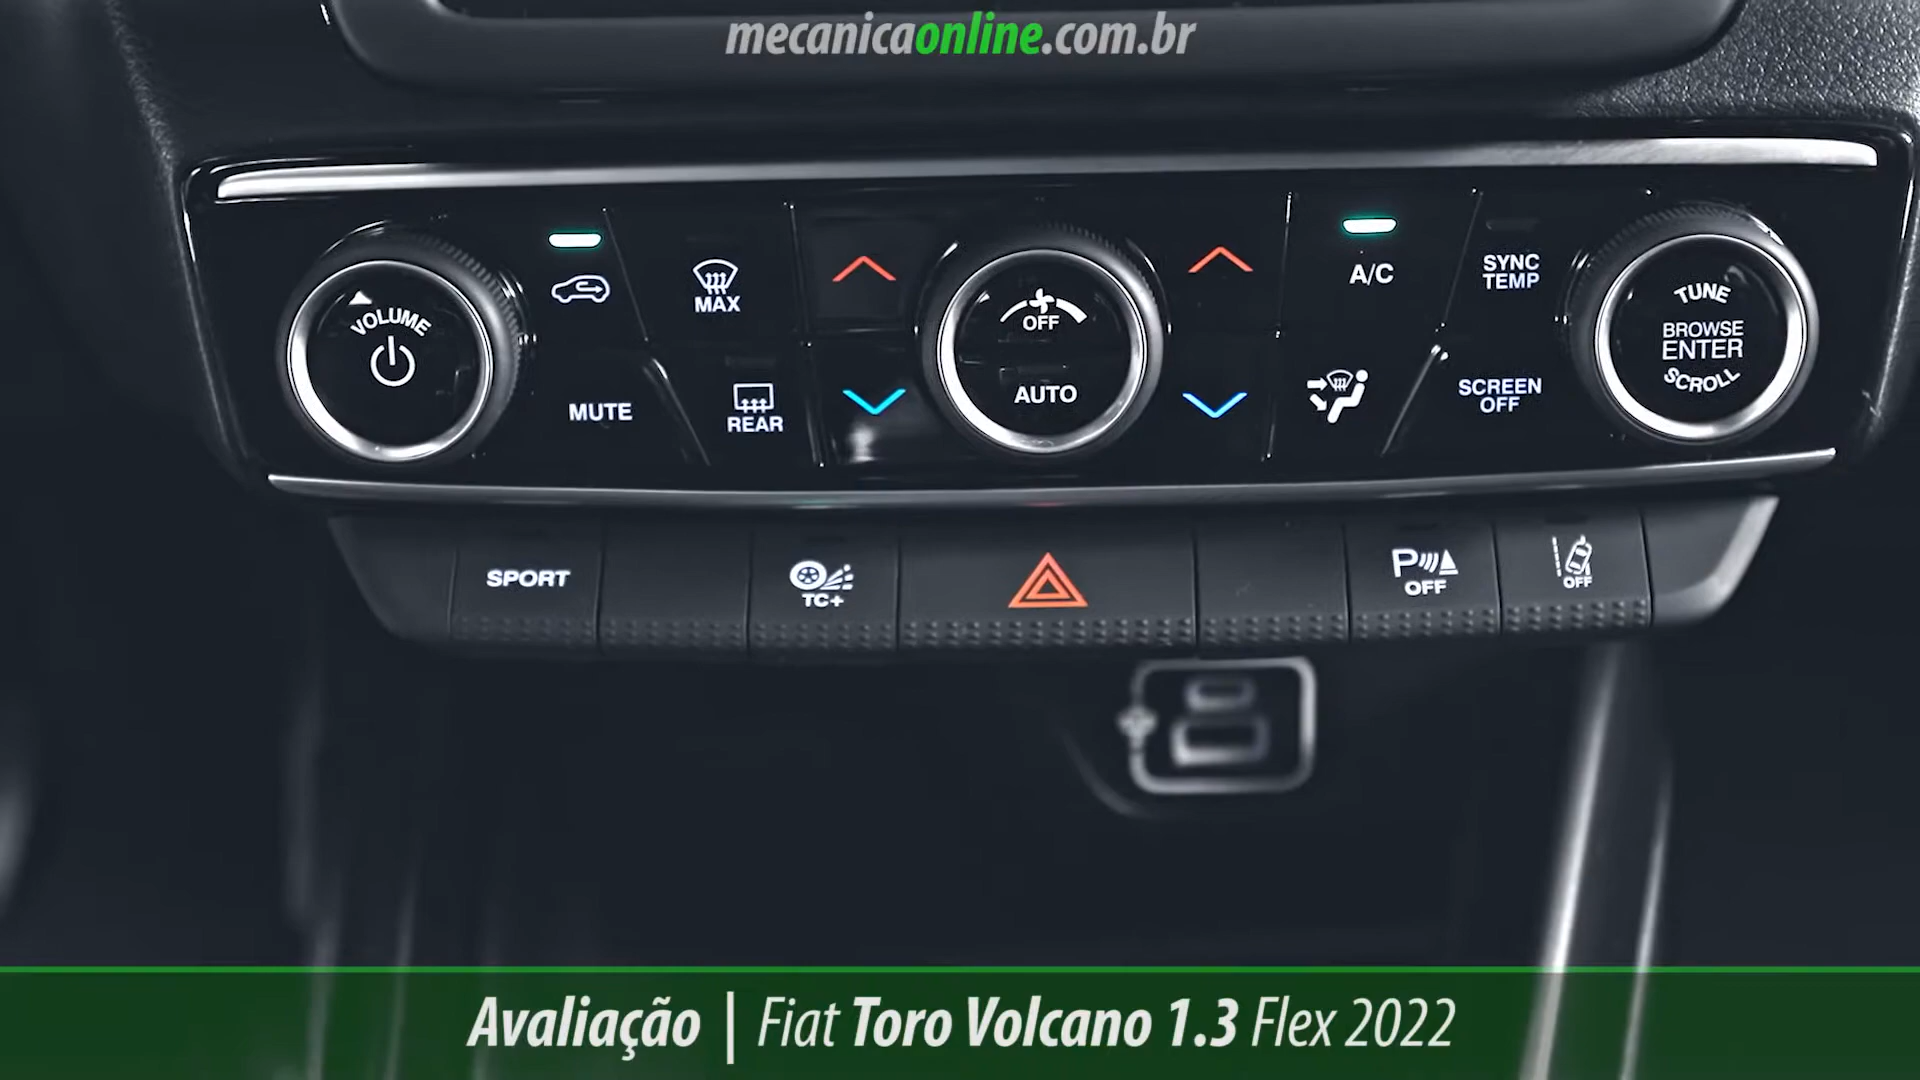 mecanicaonline.com.br
VOLUME
MAX
MUTE
REAR
OFF
AUTO
A/C
SYNC
TEMP
SCREEN
OFF
TUNE
BROWSE
ENTER
SCROLL
SPORT
TC+
P
OFF
OFF
Avaliação | Fiat Toro Volcano 1.3 Flex 2022